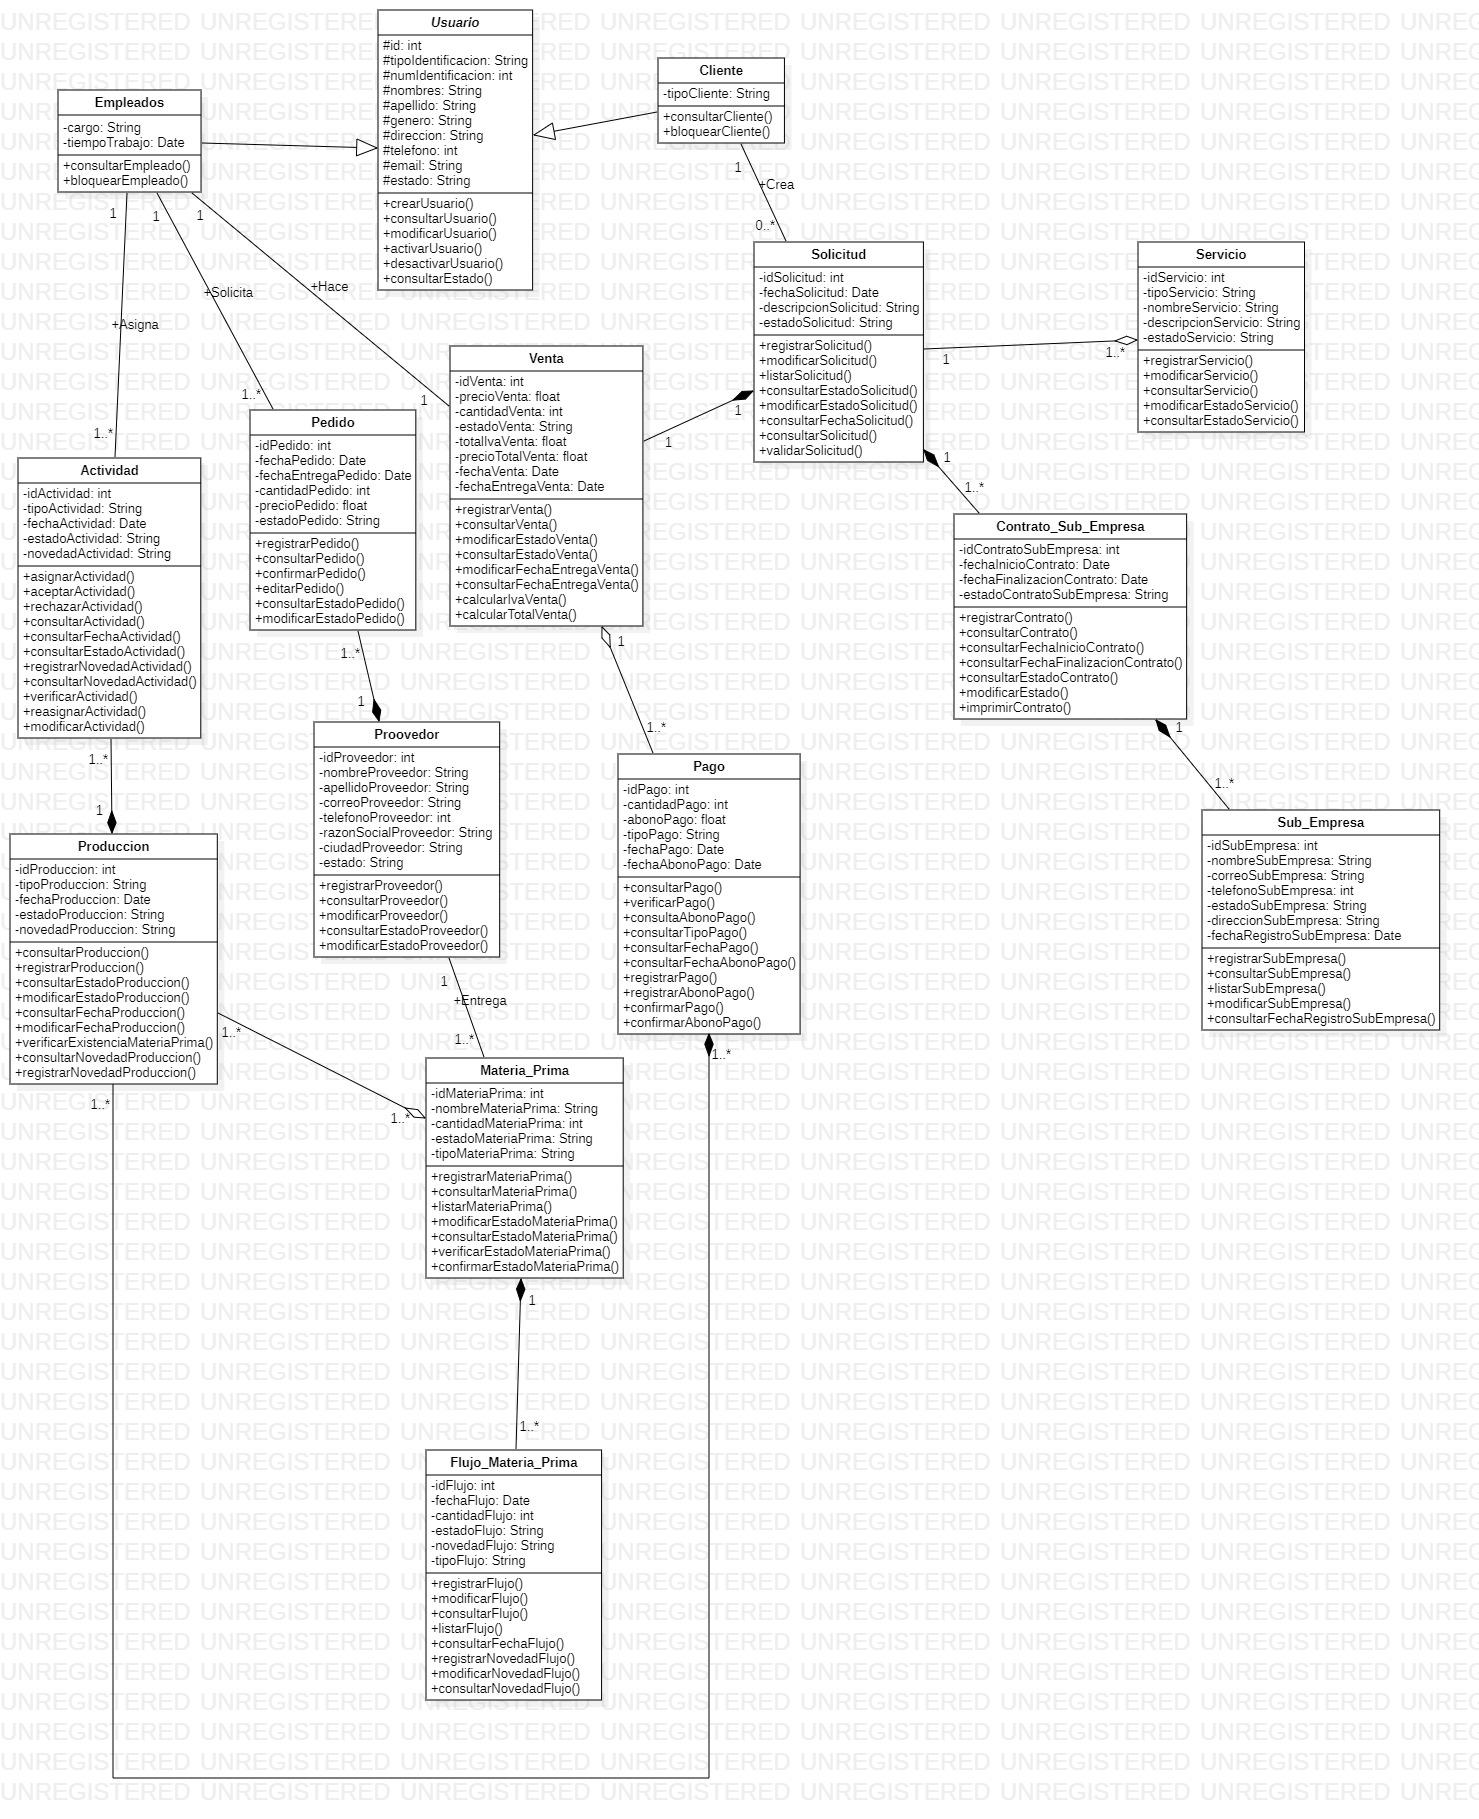 Usuario
#id: int
#tipoIdentificacion: String
#numIdentificacion: int
#nombres: String
#apellido: String
#genero: String
#direccion: String
#telefono: int
#email: String
#estado: String
+crearUsuario()
+consultarUsuario()
+modificarUsuario()
+activarUsuario()
+desactivarUsuario()
+consultarEstado()
Cliente
-tipoCliente: String
+consultarCliente()
+bloquearCliente()
Empleados
-cargo: String
-tiempoTrabajo: Date
+consultarEmpleado()
+bloquearEmpleado()
1
+Crea
0..*
1
1
1
+Asigna
+Solicita
+Hace
1..*
1..*
1
Solicitud
-idSolicitud: int
-fechaSolicitud: Date
-descripcionSolicitud: String
-estadoSolicitud: String
+registrarSolicitud()
+modificarSolicitud()
+listarSolicitud()
+consultarEstadoSolicitud()
+modificarEstadoSolicitud()
+consultarFechaSolicitud()
+consultarSolicitud()
+validarSolicitud()
1
1..*
Servicio
-idServicio: int
-tipoServicio: String
-nombreServicio: String
-descripcionServicio: String
-estadoServicio: String
+registrarServicio()
+modificarServicio()
+consultarServicio()
+modificarEstadoServicio()
+consultarEstadoServicio()
Venta
-idVenta: int
-precioVenta: float
-cantidadVenta: int
-estadoVenta: String
-totalIvaVenta: float
-precioTotalVenta: float
-fechaVenta: Date
-fechaEntregaVenta: Date
+registrarVenta()
+consultarVenta()
+modificarEstadoVenta()
+consultarEstadoVenta()
+modificarFechaEntregaVenta()
+consultarFechaEntregaVenta()
+calcularIvaVenta()
+calcularTotalVenta()
1
1
Pedido
-idPedido: int
-fechaPedido: Date
-fechaEntregaPedido: Date
-cantidadPedido: int
-precioPedido: float
-estadoPedido: String
+registrarPedido()
+consultarPedido()
+confirmarPedido()
+editarPedido()
+consultarEstadoPedido()
+modificarEstadoPedido()
Actividad
-idActividad: int
-tipoActividad: String
-fechaActividad: Date
-estadoActividad: String
-novedadActividad: String
+asignarActividad()
+aceptarActividad()
+rechazarActividad()
+consultarActividad()
+consultarFechaActividad()
+consultarEstadoActividad()
+registrarNovedadActividad()
+consultarNovedadActividad()
+verificarActividad()
+reasignarActividad()
+modificarActividad()
1
1..*
Contrato_Sub_Empresa
-idContratoSubEmpresa: int
-fechaInicioContrato: Date
-fechaFinalizacionContrato: Date
-estadoContratoSubEmpresa: String
+registrarContrato()
+consultarContrato()
+consultarFechaInicioContrato()
+consultarFechaFinalizacionContrato()
+consultarEstadoContrato()
+modificarEstado()
+imprimirContrato()
1
1..*
1..*
1
1
1..*
1..*
1
Proovedor
-idProveedor: int
-nombreProveedor: String
-apellidoProveedor: String
-correoProveedor: String
-telefonoProveedor: int
-razonSocialProveedor: String
-ciudadProveedor: String
-estado: String
+registrarProveedor()
+consultarProveedor()
+modificarProveedor()
+consultarEstadoProveedor()
+modificarEstadoProveedor()
Pago
-idPago: int
-cantidadPago: int
-abonoPago: float
-tipoPago: String
-fechaPago: Date
-fechaAbonoPago: Date
+consultarPago()
+verificarPago()
+consultaAbonoPago()
+consultarTipoPago()
+consultarFechaPago()
+consultarFechaAbonoPago()
+registrarPago()
+registrarAbonoPago()
+confirmarPago()
+confirmarAbonoPago()
Sub_Empresa
-idSubEmpresa: int
-nombreSubEmpresa: String
-correoSubEmpresa: String
-telefonoSubEmpresa: int
-estadoSubEmpresa: String
-direccionSubEmpresa: String
-fechaRegistroSubEmpresa: Date
+registrarSubEmpresa()
+consultarSubEmpresa()
+listarSubEmpresa()
+modificarSubEmpresa()
+consultarFechaRegistroSubEmpresa()
Produccion
-idProduccion: int
-tipoProduccion: String
-fechaProduccion: Date
-estadoProduccion: String
-novedadProduccion: String
+consultarProduccion()
+registrarProduccion()
+consultarEstadoProduccion()
+modificarEstadoProduccion()
+consultarFechaProduccion()
+modificarFechaProduccion()
+verificarExistenciaMateriaPrima()
+consultarNovedadProduccion()
+registrarNovedadProduccion()
1
+Entrega
1..*
1..*
1..*
1..*
1..*
Materia_Prima
-idMateriaPrima: int
-nombreMateriaPrima: String
-cantidadMateriaPrima: int
-estadoMateriaPrima: String
-tipoMateriaPrima: String
+registrarMateriaPrima()
+consultarMateriaPrima()
+listarMateriaPrima()
+modificarEstadoMateriaPrima()
+consultarEstadoMateriaPrima()
+verificarEstadoMateriaPrima()
+confirmarEstadoMateriaPrima()
1
1..*
Flujo_Materia_Prima
-idFlujo: int
-fechaFlujo: Date
-cantidadFlujo: int
-estadoFlujo: String
-novedadFlujo: String
-tipoFlujo: String
+registrarFlujo()
+modificarFlujo()
+consultarFlujo()
+listarFlujo()
+consultarFechaFlujo()
+registrarNovedadFlujo()
+modificarNovedadFlujo()
+consultarNovedadFlujo()
UNREGISTERED